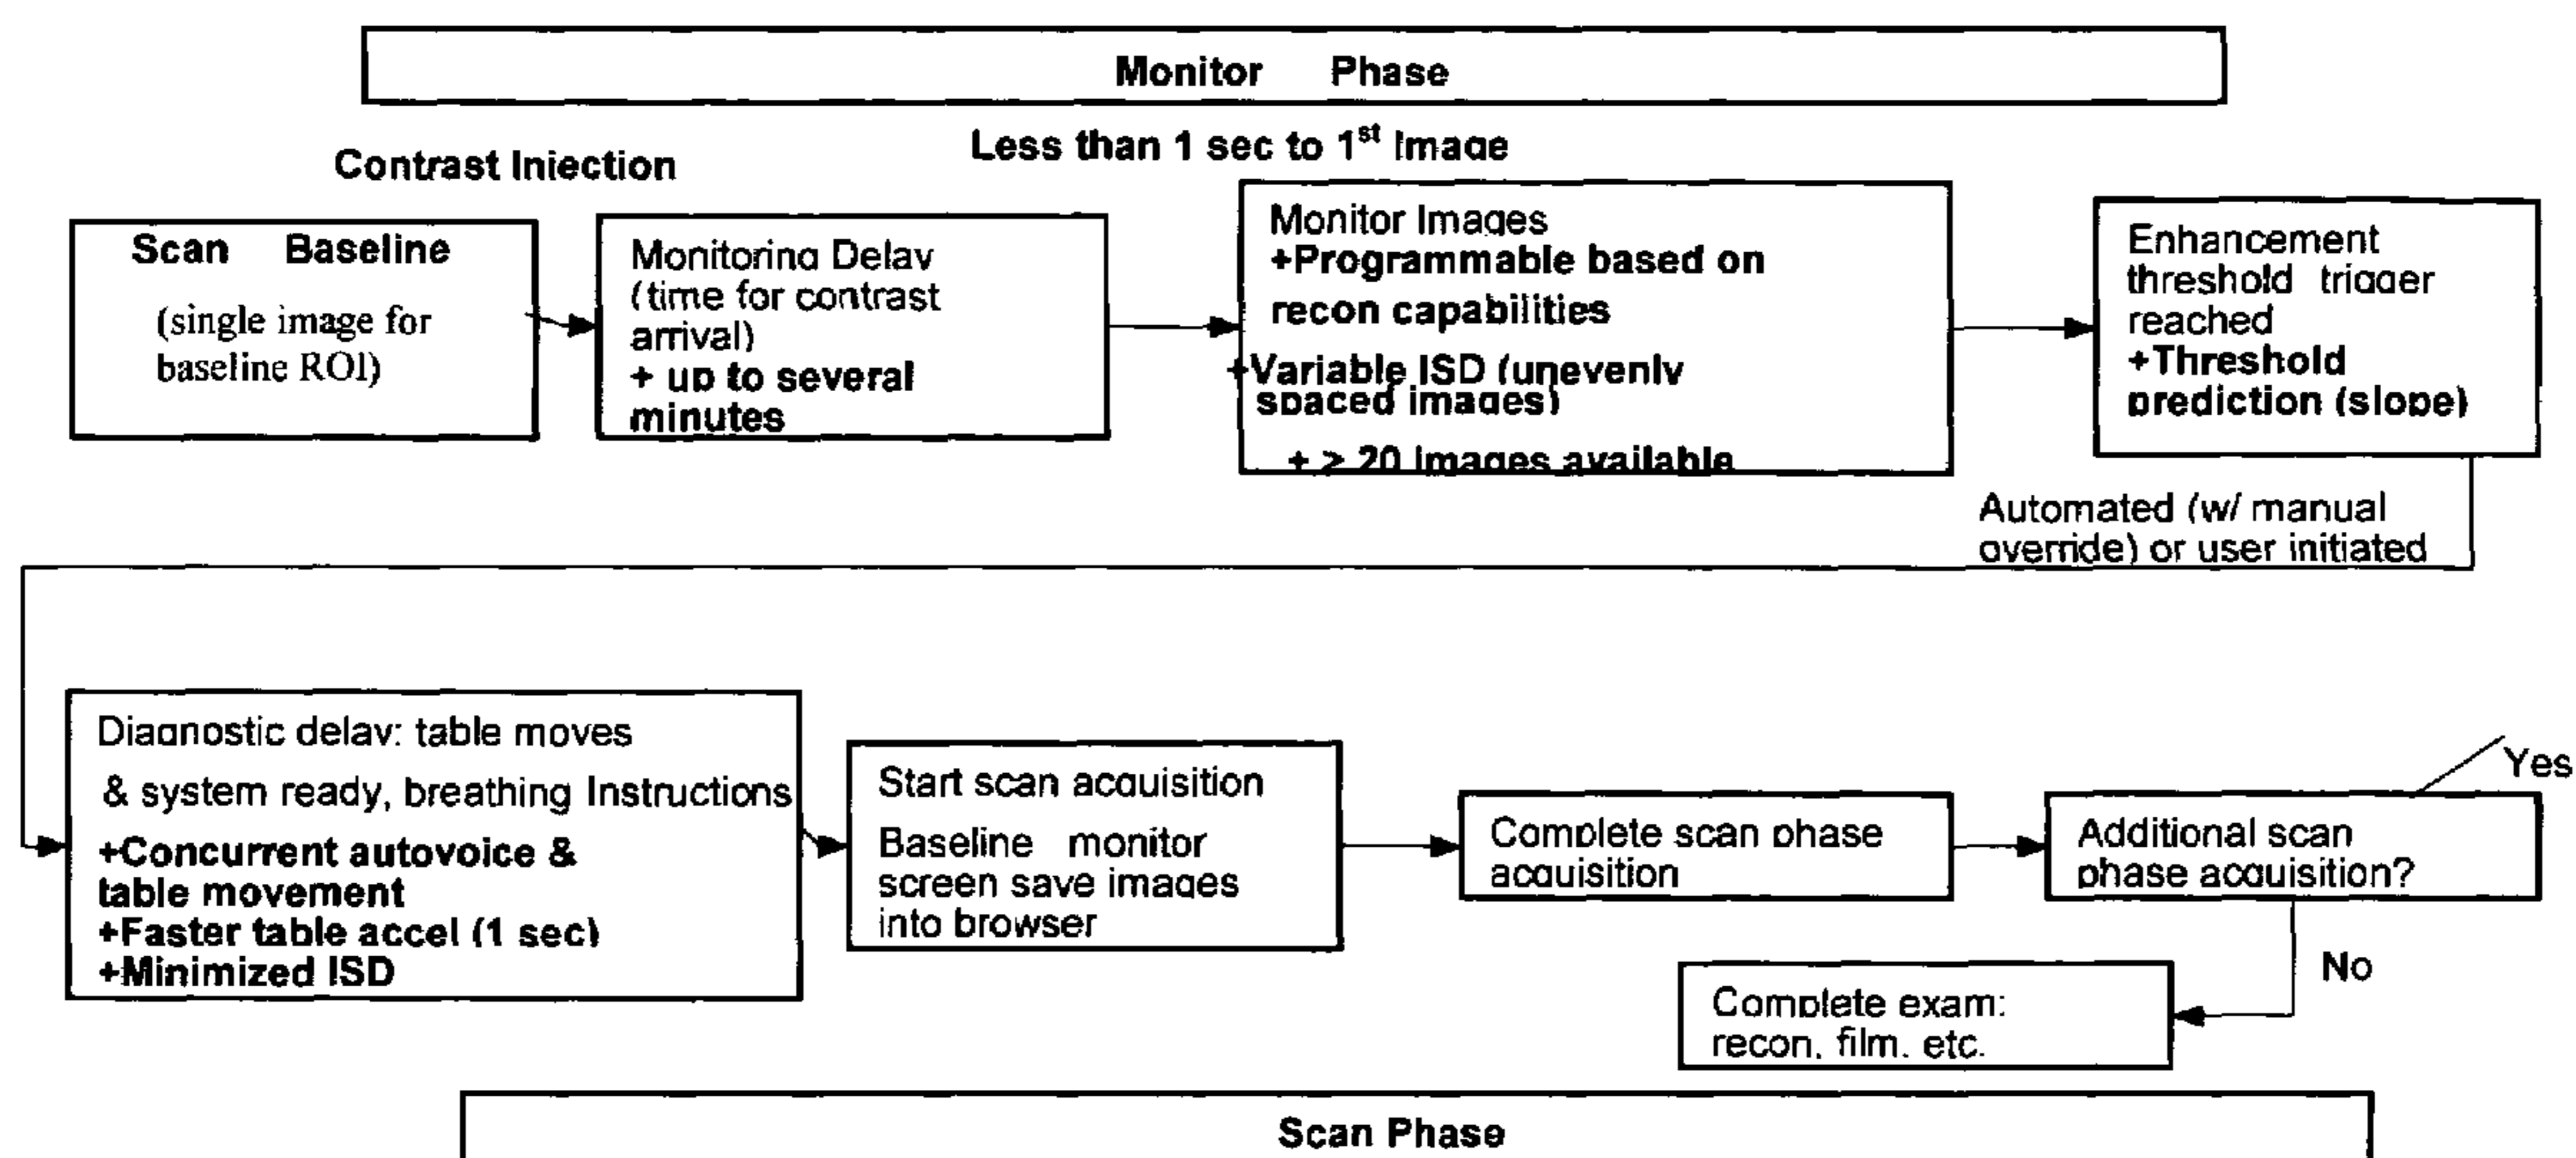 Monitor Phase
Less than 1 sec to 1st Image
Contrast Injection
Scan Baseline
(single image for
baseline ROI)
Monitoring Delay
(time for contrast
arrival)
+ up to several
minutes
Monitor Images
+Programmable based on
recon capabilities
+Variable ISD (unevenly
spaced images)
+ ≥ 20 Images available
Enhancement
threshold trigger
reached
+Threshold
prediction (slope)
Automated (w/ manual
override) or user initiated
Diagnostic delay: table moves
& system ready, breathing Instructions
+Concurrent autovoice &
table movement
+Faster table accel (1 sec)
+Minimized ISD
Start scan acquisition
Baseline monitor
screen save images
into browser
Complete scan phase
acquisition
Additional scan
phase acquisition?
Yes
No
Complete exam:
recon, film, etc.
Scan Phase